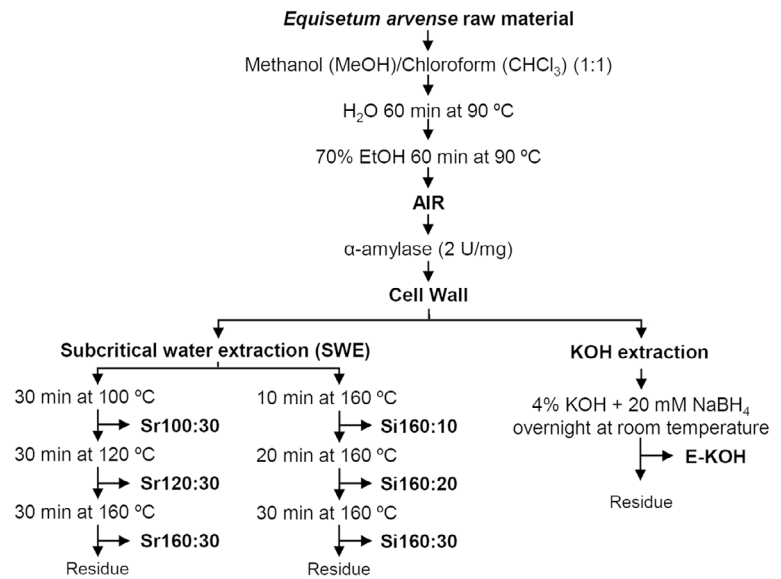 Equisetum arvense raw material
Methanol (MeOH)/Chloroform (CHCl₃) (1:1)
H₂O 60 min at 90 ºC
70% EtOH 60 min at 90 ºC
AIR
α-amylase (2 U/mg)
Cell Wall
Subcritical water extraction (SWE)
30 min at 100 ºC
Sr100:30
30 min at 120 ºC
Sr120:30
30 min at 160 ºC
Sr160:30
Residue
10 min at 160 ºC
Si160:10
20 min at 160 ºC
Si160:20
30 min at 160 ºC
Si160:30
Residue
KOH extraction
4% KOH + 20 mM NaBH₄
overnight at room temperature
E-KOH
Residue